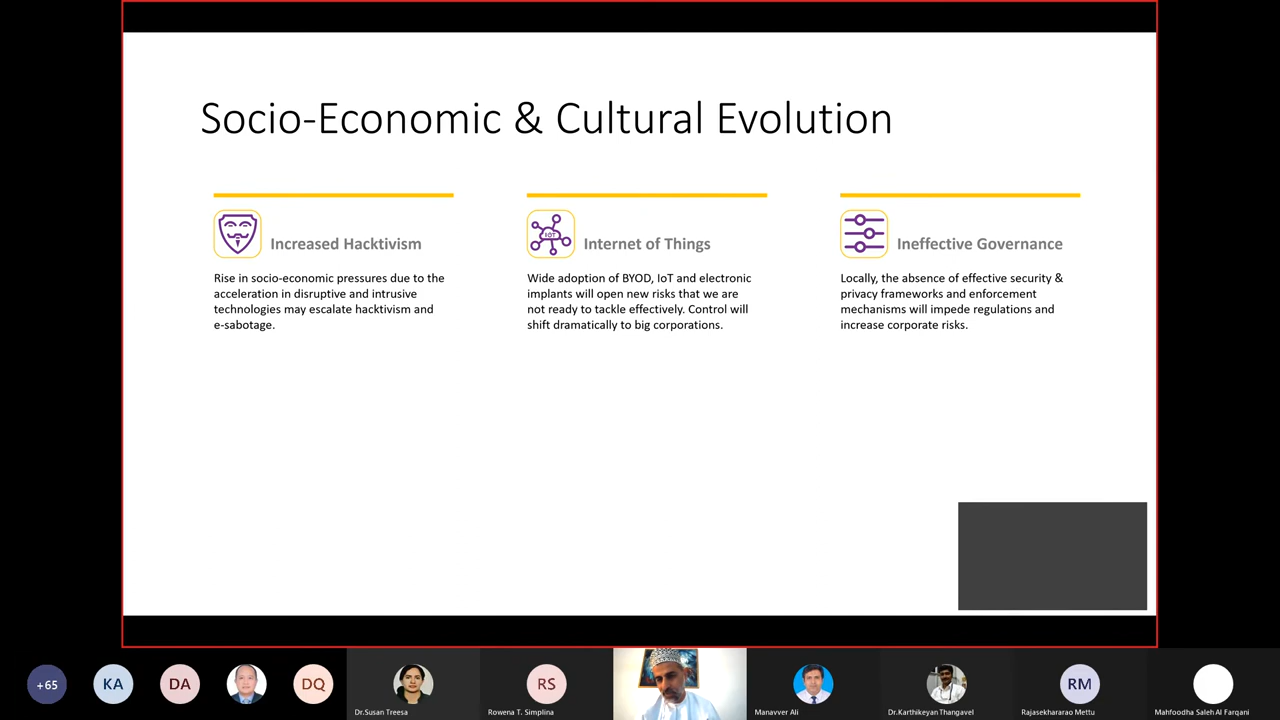 Socio-Economic & Cultural Evolution
Increased Hacktivism
Rise in socio-economic pressures due to the
acceleration in disruptive and intrusive
technologies may escalate hacktivism and
e-sabotage.
IOT
Internet of Things
Wide adoption of BYOD, IoT and electronic
implants will open new risks that we are
not ready to tackle effectively. Control will
shift dramatically to big corporations.
Ineffective Governance
Locally, the absence of effective security &
privacy frameworks and enforcement
mechanisms will impede regulations and
increase corporate risks.
+65
KA
DA
DQ
Dr.Susan Treesa
RS
Rowena T. Simplina
Manavver Ali
Dr.Karthikeyan Thangavel
RM
Rajasekhararao Mettu
Mahfoodha Saleh Al Farqani